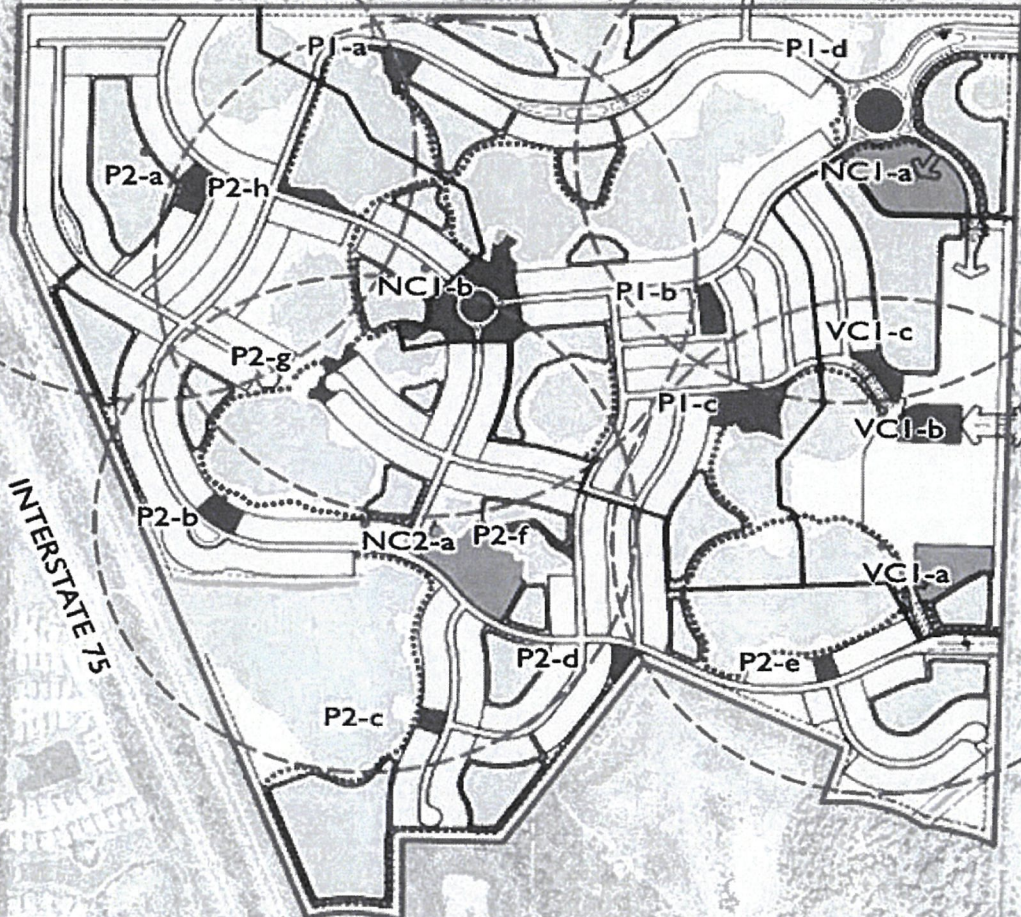 P1-a
P1-d
P2-a
P2-h
NC1-a
NC1-b
P1-b
VC1-c
P2-g
P1-c
VC1-b
P2-b
NC2-a
P2-f
VC1-a
INTERSTATE 75
P2-d
P2-e
P2-c